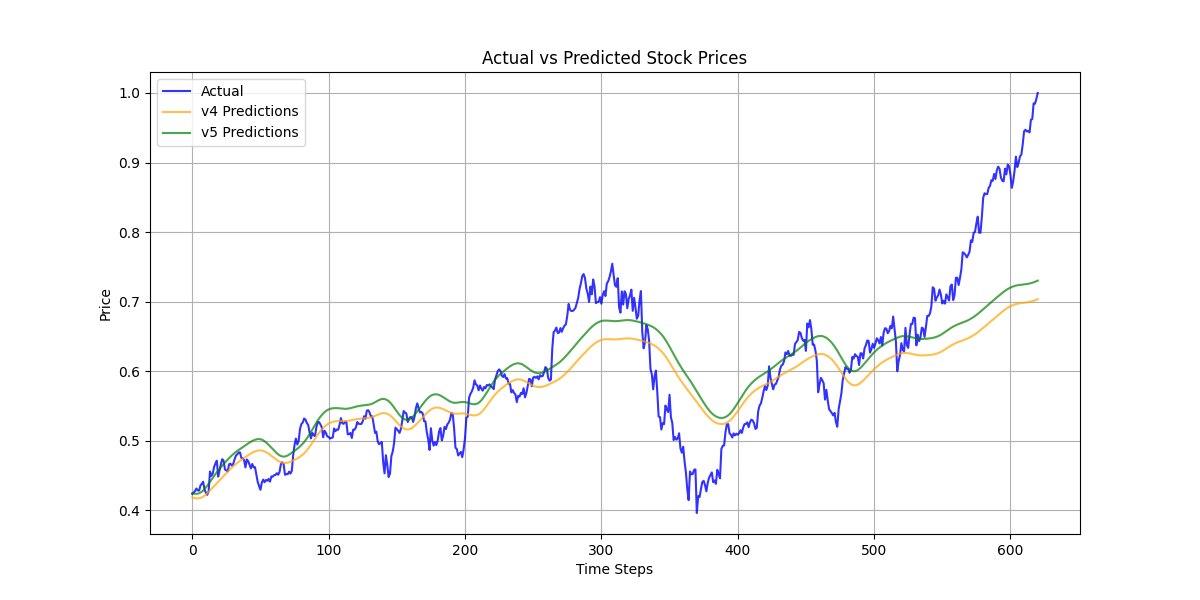 Actual vs Predicted Stock Prices
Actual
v4 Predictions
v5 Predictions
1.0
0.9
0.8
0.7
0.6
0.5
0.4
Price
0 100 200 300 400 500 600
Time Steps